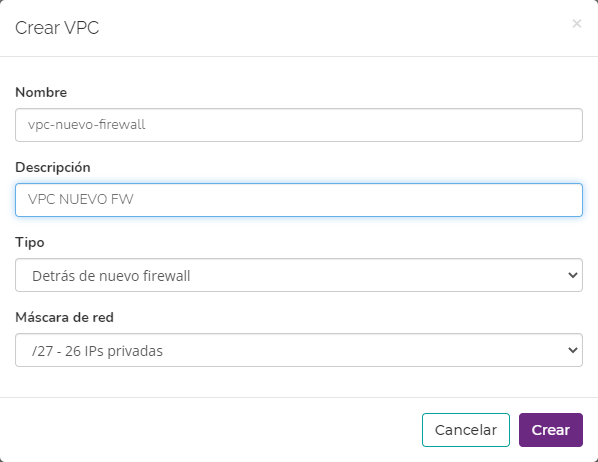 Crear VPC
×
Nombre
vpc-nuevo-firewall
Descripción
VPC NUEVO FW
Tipo
Detrás de nuevo firewall
Máscara de red
/27 - 26 IPs privadas
Cancelar
Crear